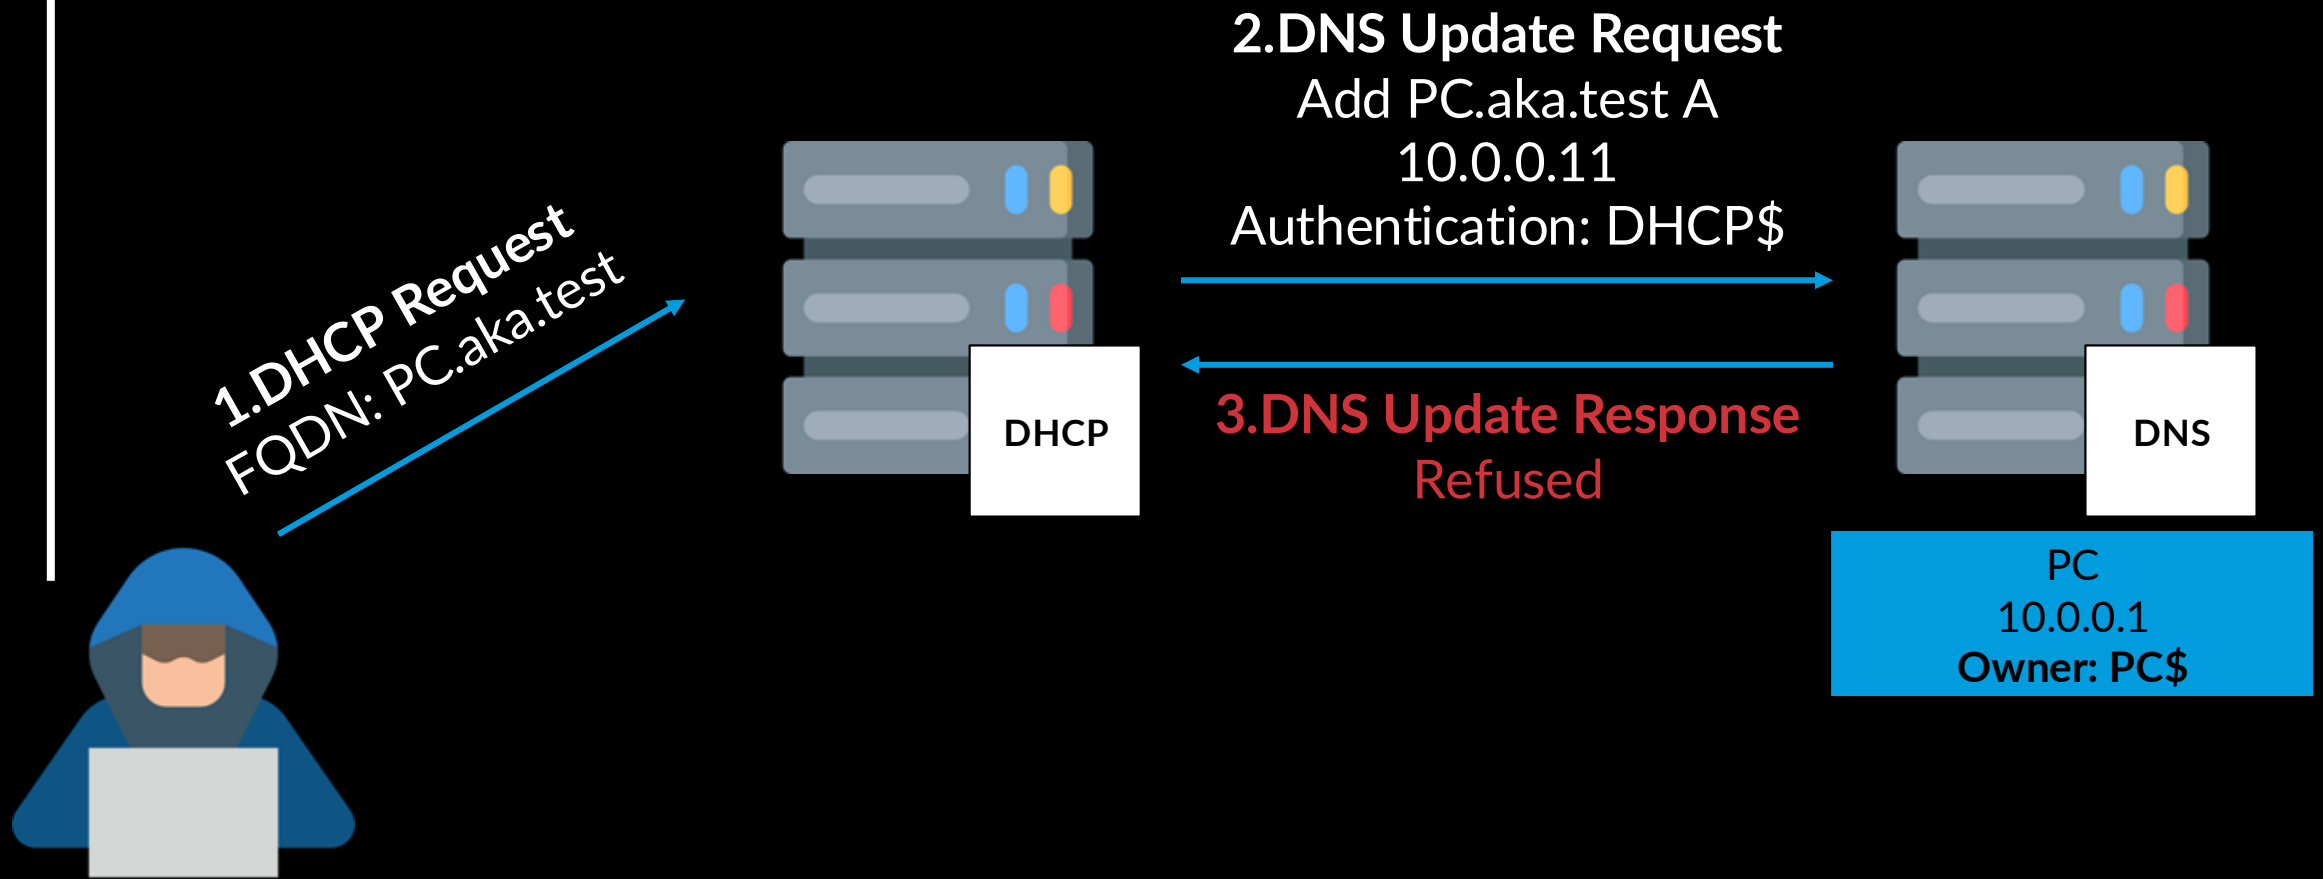 1.DHCP Request
FQDN: PC.aka.test
2.DNS Update Request
Add PC.aka.test A
10.0.0.11
Authentication: DHCP$
3.DNS Update Response
Refused
DHCP
DNS
PC
10.0.0.1
Owner: PC$